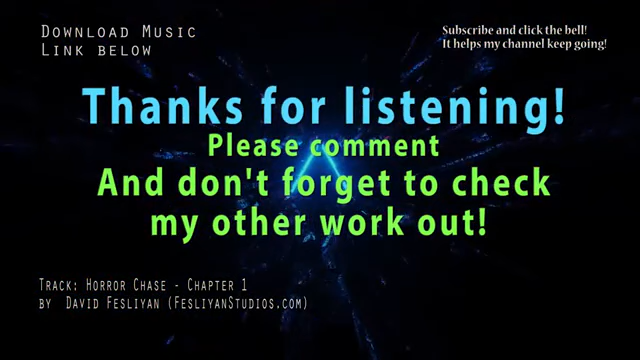 Download Music
Link below
Subscribe and click the bell!
It helps my channel keep going!
Thanks for listening!
Please comment
And don't forget to check
my other work out!
Track: Horror Chase - Chapter 1
by David Fesliyan (FesliyanStudios.com)